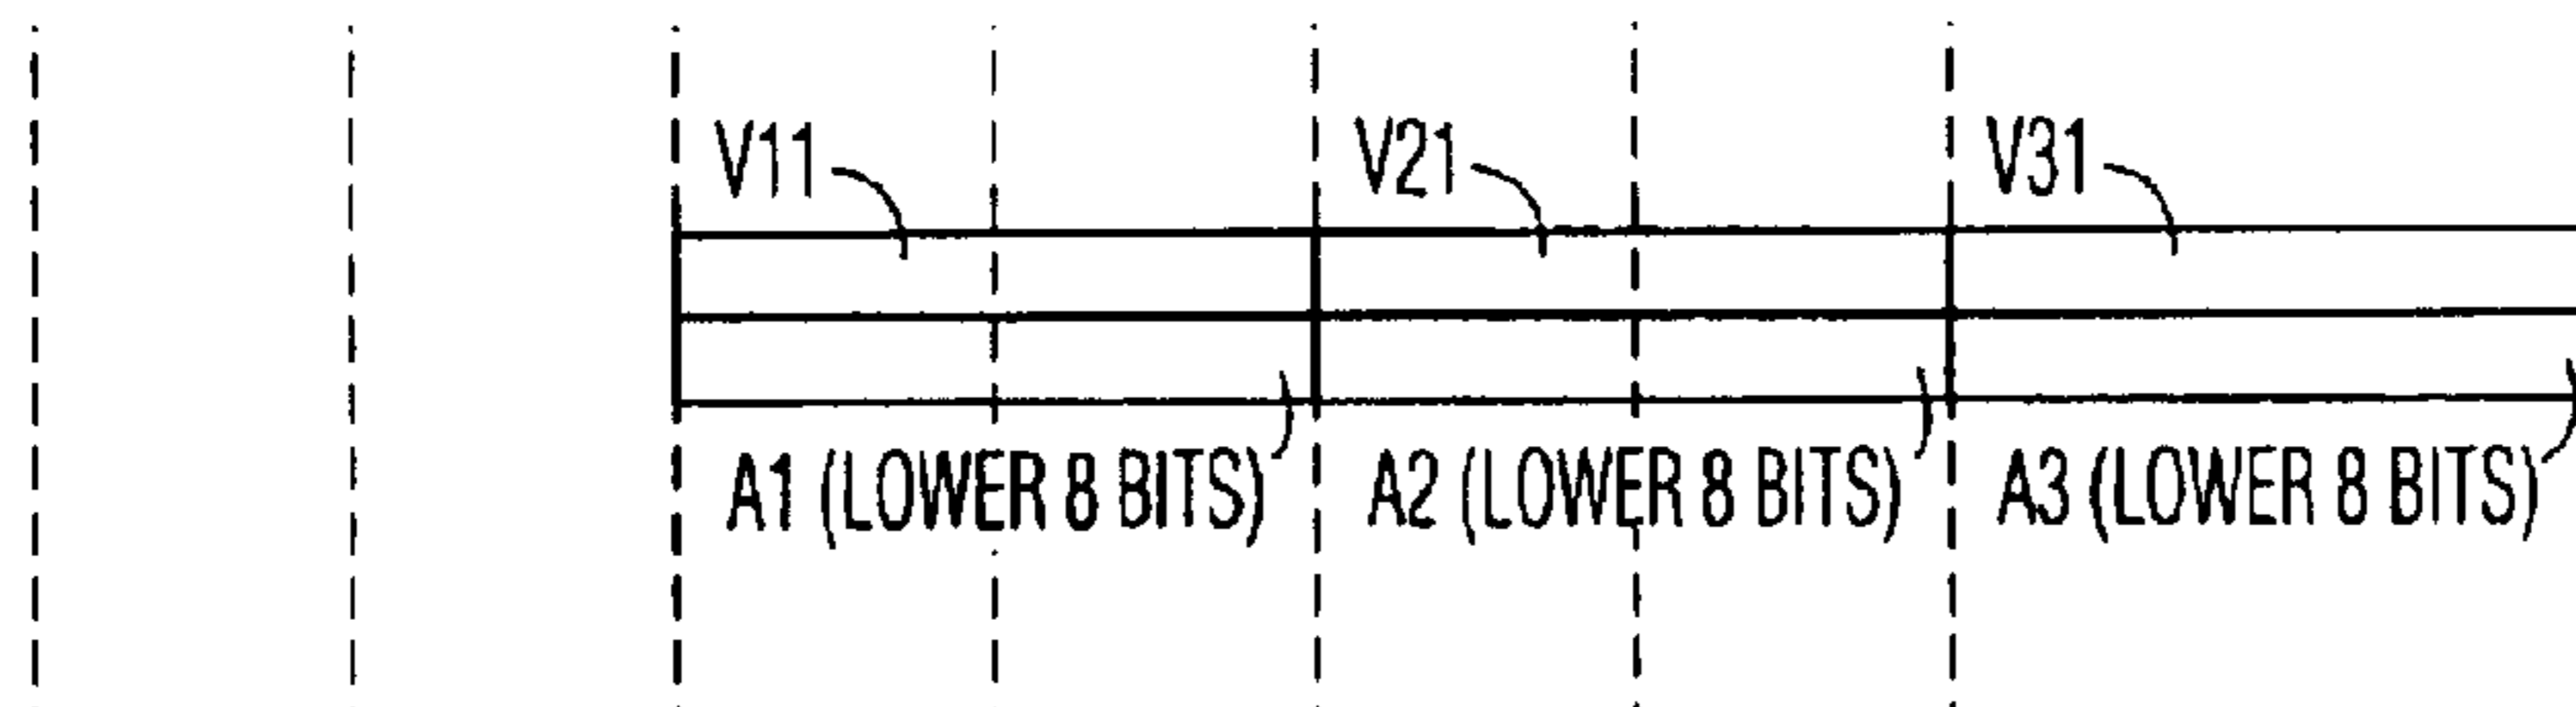 V11 V21 V31
A1 (LOWER 8 BITS) A2 (LOWER 8 BITS) A3 (LOWER 8 BITS)